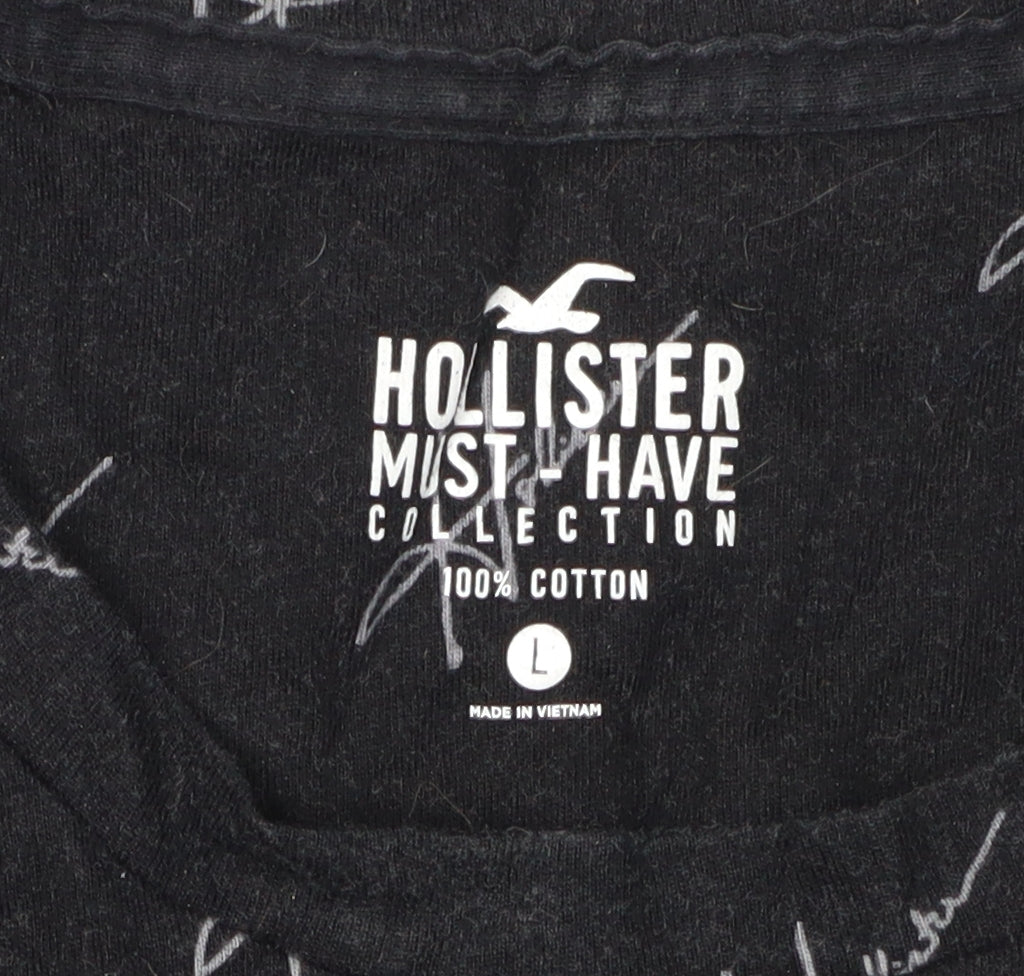 HOLLISTER
MUST - HAVE
COLLECTION
100% COTTON
L
MADE IN VIETNAM